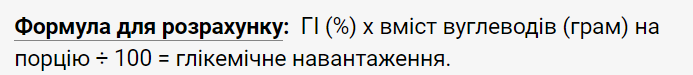 Формула для розрахунку:  ГІ (%) х вміст вуглеводів (грам) на
порцію ÷ 100 = глікемічне навантаження.